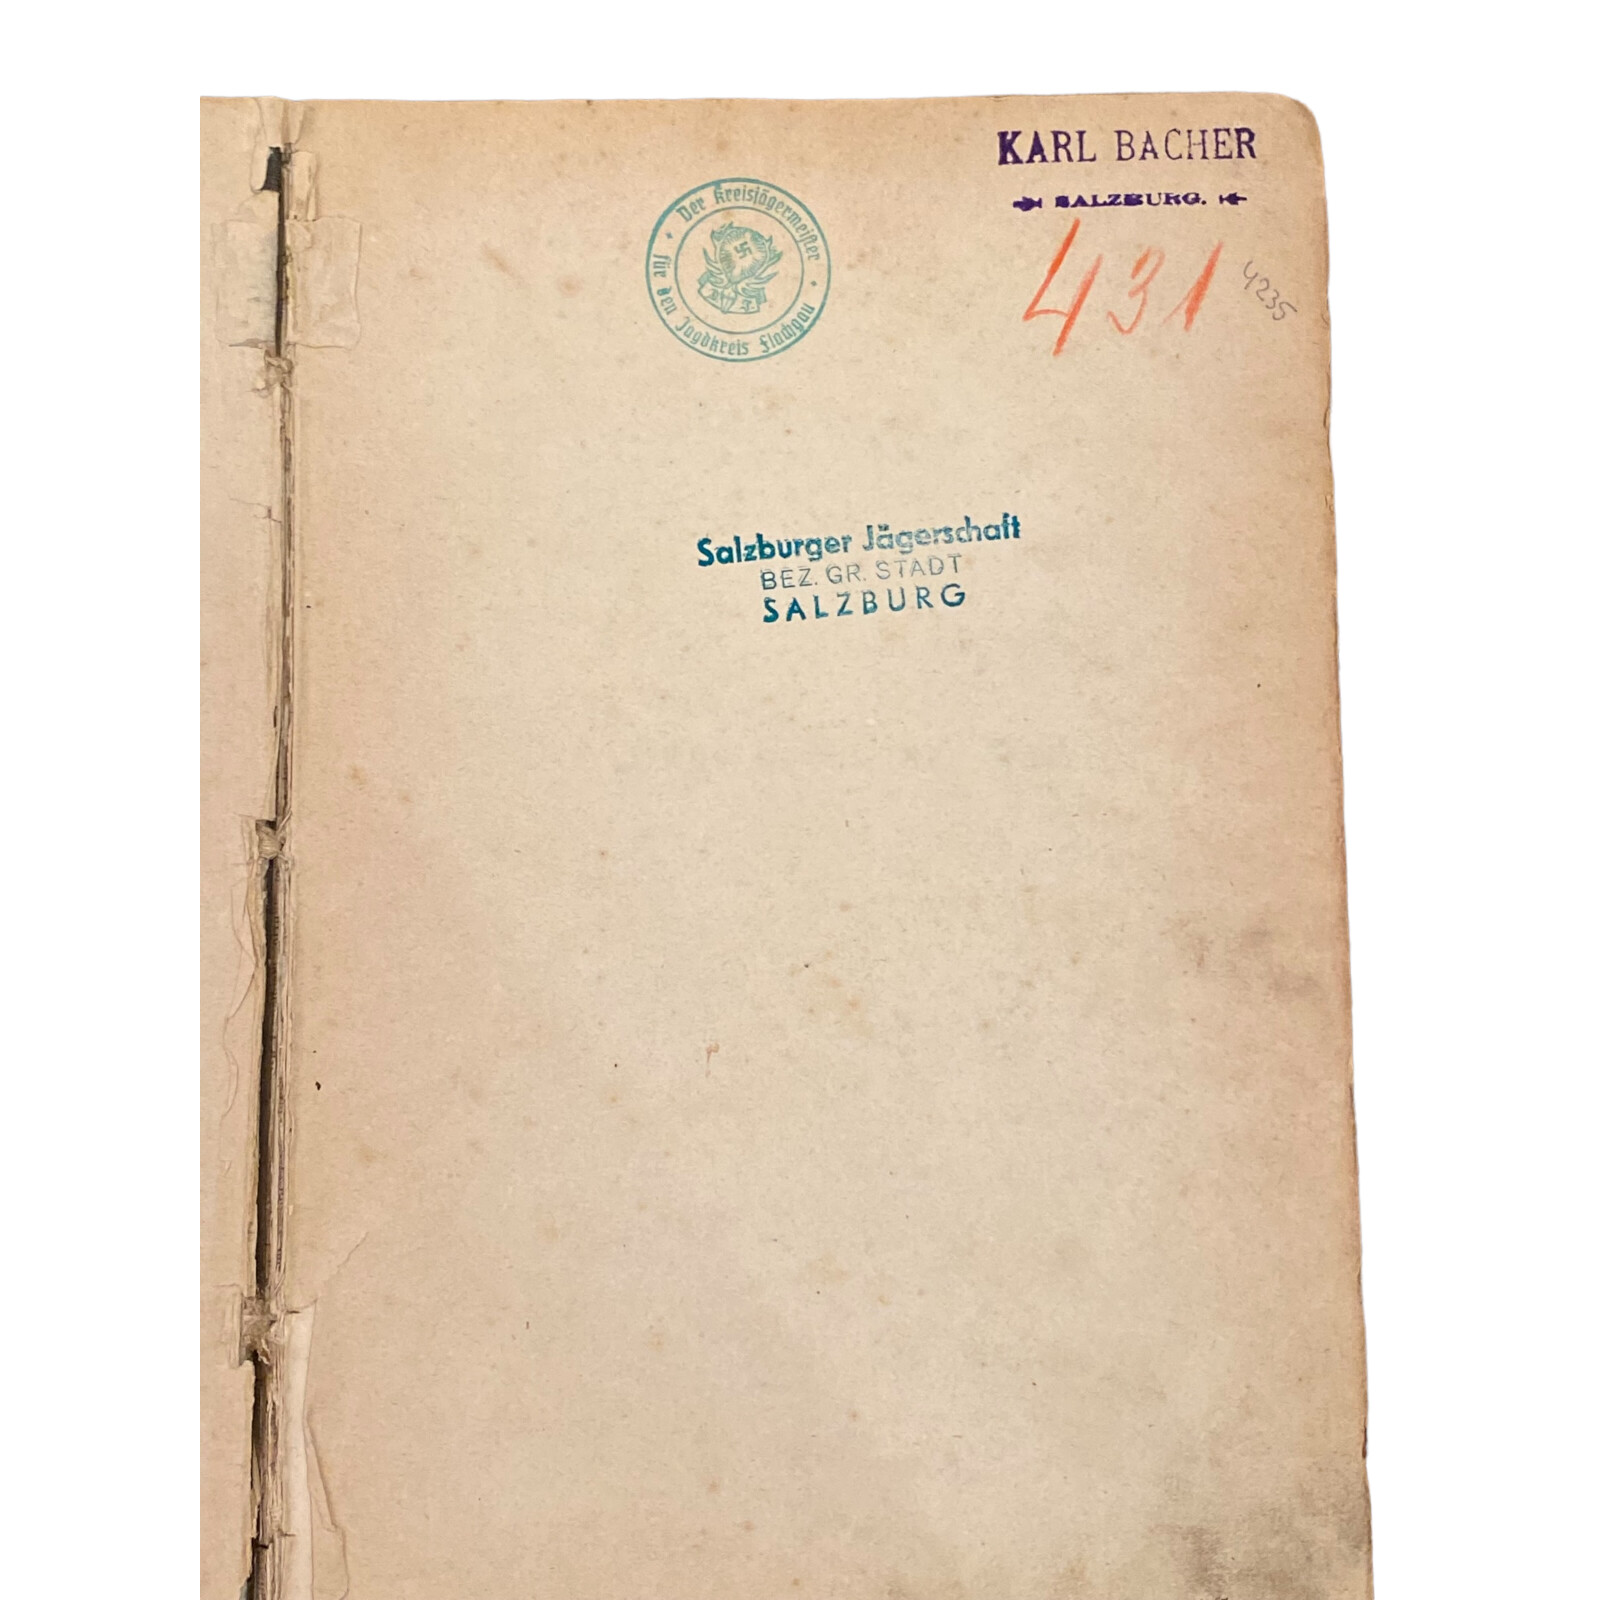 KARL BACHER
SALZBURG.
431
4235
Der Kreisjägermeister
für den Jagdkreis Flachgau
D. J.
Salzburger Jägerschaft
BEZ. GR. STADT
SALZBURG